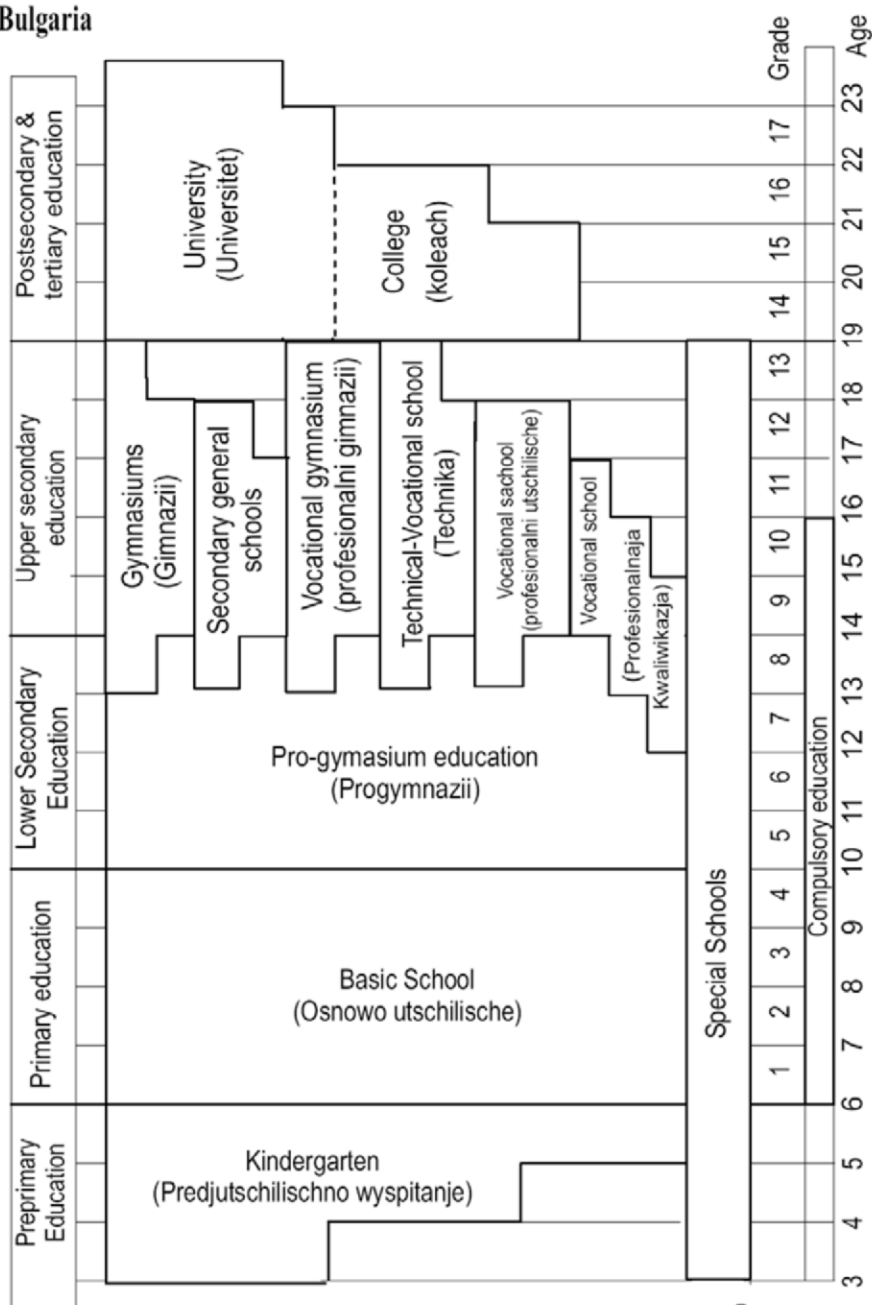 Bulgaria
Grade
Age
Postsecondary &
tertiary education
University
(Universitet)
College
(koleach)
17
16
15
14
23
22
21
20
19
Upper secondary
education
Gymnasiums
(Gimnazii)
Secondary general
schools
Vocational gymnasium
(profesionalni gimnazii)
Technical-Vocational school
(Technika)
Vocational sachool
(profesionalni utschilische)
Vocational school
(Profesionalnaja
Kwaliwikazja)
13
12
11
10
9
18
17
16
15
14
Lower Secondary
Education
Pro-gymasium education
(Progymnazii)
8
7
6
5
13
12
11
10
Compulsory education
Special Schools
Primary education
Basic School
(Osnowo utschilische)
4
3
2
1
9
8
7
6
Preprimary
Education
Kindergarten
(Predjutschilischno wyspitanje)
5
4
3